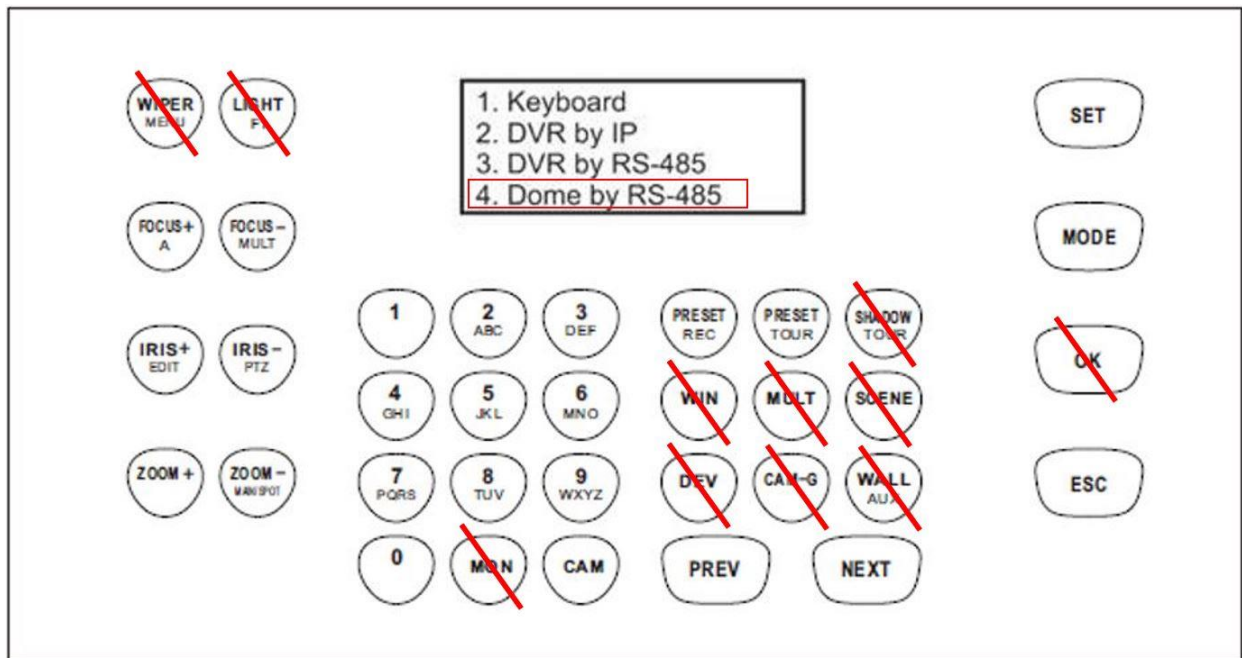 WIPER
MENU
LIGHT
F1
1. Keyboard
2. DVR by IP
3. DVR by RS-485
4. Dome by RS-485
SET
FOCUS+
A
FOCUS-
MULT
MODE
1
2
ABC
3
DEF
PRESET
REC
PRESET
TOUR
SHADOW
TOUR
IRIS+
EDIT
IRIS-
PTZ
OK
4
GHI
5
JKL
6
MNO
WIN
MULT
SCENE
ZOOM+
ZOOM-
MAIN/SPOT
7
PQRS
8
TUV
9
WXYZ
DEV
CAM-G
WALL
AUX
ESC
0
MON
CAM
PREV
NEXT